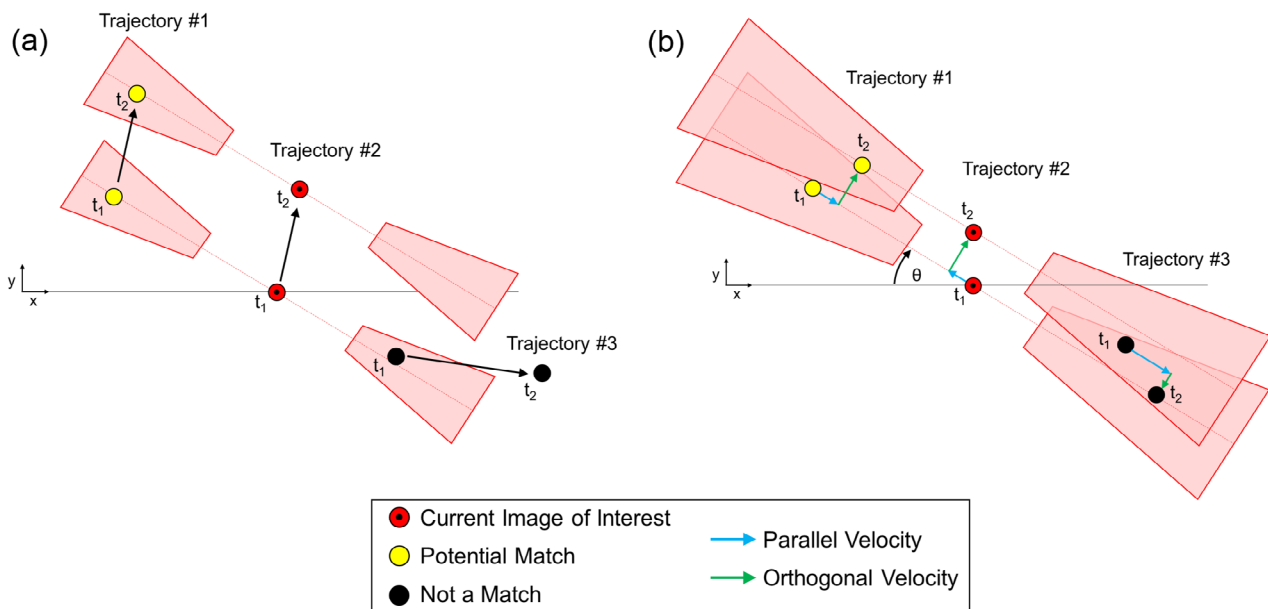 (a)
Trajectory #1
t2
t1
Trajectory #2
t2
t1
y
x
t1
Trajectory #3
t2
(b)
Trajectory #1
t2
t1
Trajectory #2
t2
t1
y
x
θ
Trajectory #3
t1
t2
Current Image of Interest
Potential Match
Not a Match
Parallel Velocity
Orthogonal Velocity